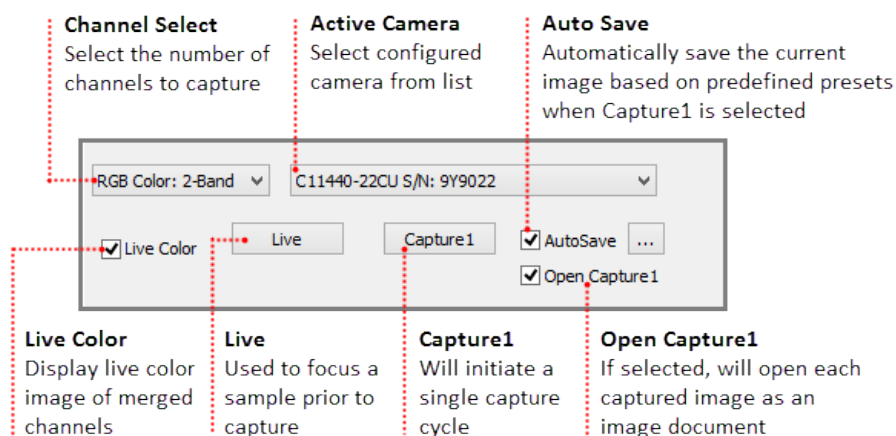 Channel Select
Select the number of
channels to capture
Active Camera
Select configured
camera from list
Auto Save
Automatically save the current
image based on predefined presets
when Capture1 is selected
RGB Color: 2-Band
C11440-22CU S/N: 9Y9022
Live Color
Live
Capture1
AutoSave
...
Open Capture1
Live Color
Display live color
image of merged
channels
Live
Used to focus a
sample prior to
capture
Capture1
Will initiate a
single capture
cycle
Open Capture1
If selected, will open each
captured image as an
image document